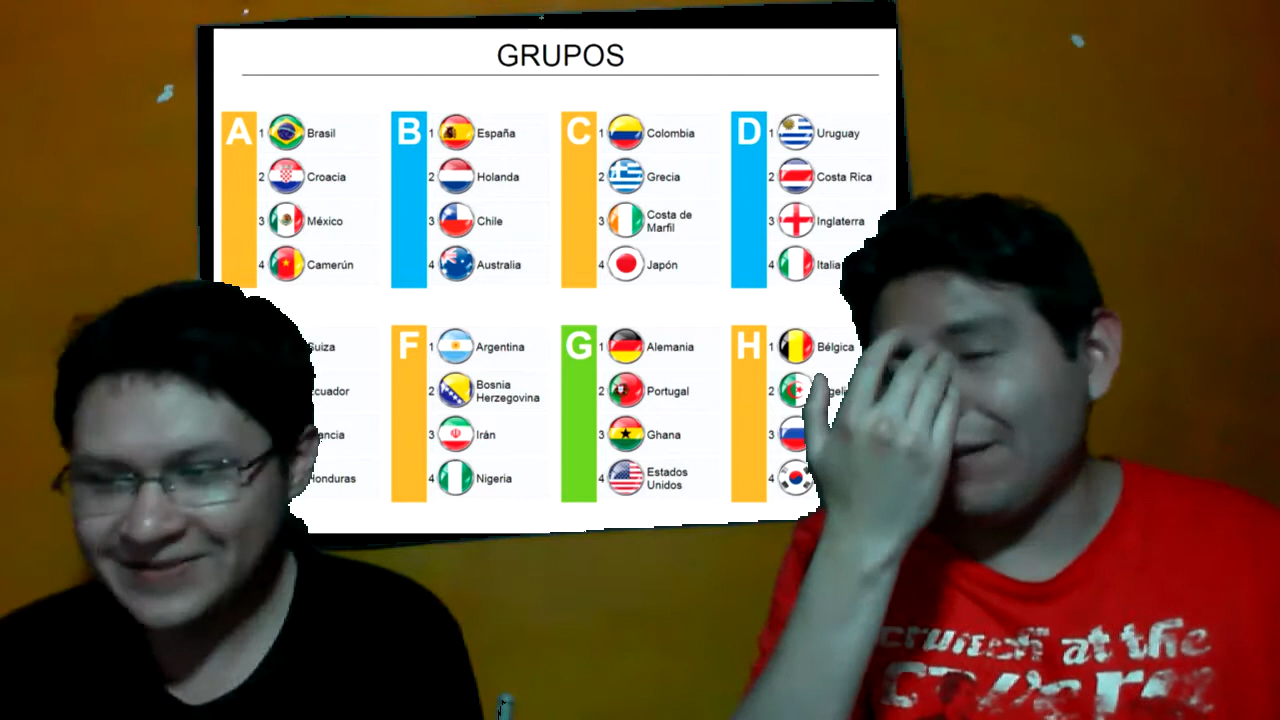 GRUPOS
A
1 Brasil
2 Croacia
3 México
4 Camerún
B
1 España
2 Holanda
3 Chile
4 Australia
C
1 Colombia
2 Grecia
3 Costa de
Marfil
4 Japón
D
1 Uruguay
2 Costa Rica
3 Inglaterra
4 Italia
Suiza
cuador
ancia
Honduras
F
1 Argentina
2 Bosnia
Herzegovina
3 Irán
4 Nigeria
G
1 Alemania
2 Portugal
3 Ghana
4 Estados
Unidos
H
1 Bélgica
2
3
4
at the